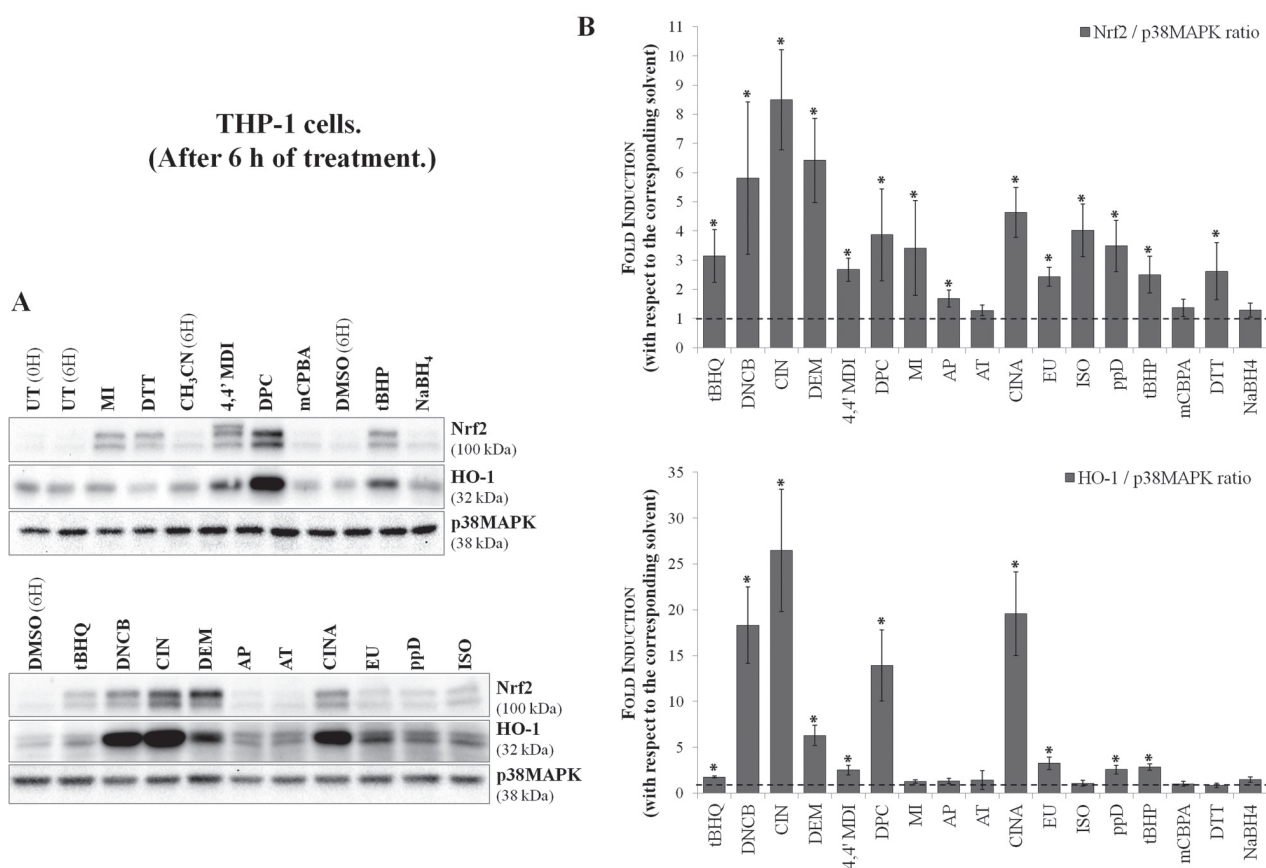 THP-1 cells.
(After 6 h of treatment.)
A
UT (0H)
UT (6H)
MI
DTT
CH₃CN (6H)
4,4' MDI
DPC
mCPBA
DMSO (6H)
tBHP
NaBH₄
Nrf2
(100 kDa)
HO-1
(32 kDa)
p38MAPK
(38 kDa)
DMSO (6H)
tBHQ
DNCB
CIN
DEM
AP
AT
CINA
EU
ppD
ISO
Nrf2
(100 kDa)
HO-1
(32 kDa)
p38MAPK
(38 kDa)
B
FOLD INDUCTION
(with respect to the corresponding solvent)
Nrf2 / p38MAPK ratio
11
10
9
8
7
6
5
4
3
2
1
0
* * * * * * * * * * * * * *
tBHQ
DNCB
CIN
DEM
4,4' MDI
DPC
MI
AP
AT
CINA
EU
ISO
ppD
tBHP
mCBPA
DTT
NaBH4
FOLD INDUCTION
(with respect to the corresponding solvent)
HO-1 / p38MAPK ratio
35
30
25
20
15
10
5
0
* * * * * * * * * *
tBHQ
DNCB
CIN
DEM
4,4' MDI
DPC
MI
AP
AT
CINA
EU
ISO
ppD
tBHP
mCBPA
DTT
NaBH4